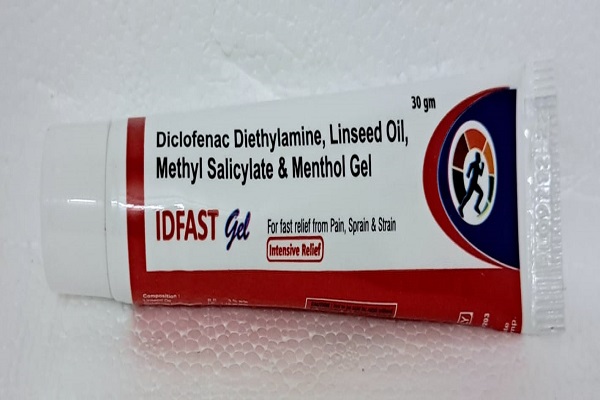 30 gm
Diclofenac Diethylamine, Linseed Oil,
Methyl Salicylate & Menthol Gel
IDFAST Gel
For fast relief from Pain, Sprain & Strain
Intensive Relief
Composition :